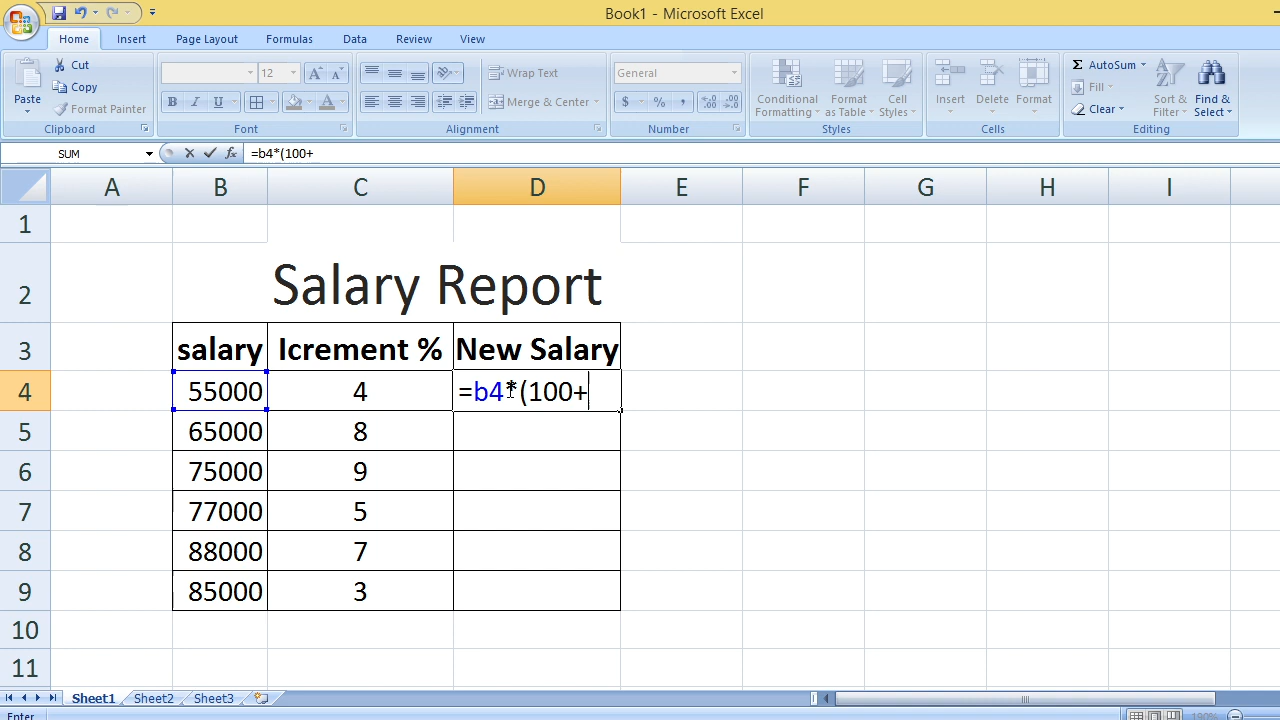 Book1 - Microsoft Excel
Home Insert Page Layout Formulas Data Review View
Paste
Cut
Copy
Format Painter
Clipboard
12 A A
B I U A
Font
Wrap Text
Merge & Center
Alignment
General
$ % ,
Number
Conditional Formatting
Format as Table
Cell Styles
Styles
Insert Delete Format
Cells
Σ AutoSum
Fill
Clear
Sort & Filter
Find & Select
Editing
SUM fx =b4*(100+
A B C D E F G H I
1
2 Salary Report
3 salary Icrement % New Salary
4 55000 4 =b4*(100+
5 65000 8
6 75000 9
7 77000 5
8 88000 7
9 85000 3
10
11
Sheet1 Sheet2 Sheet3
Enter 190%